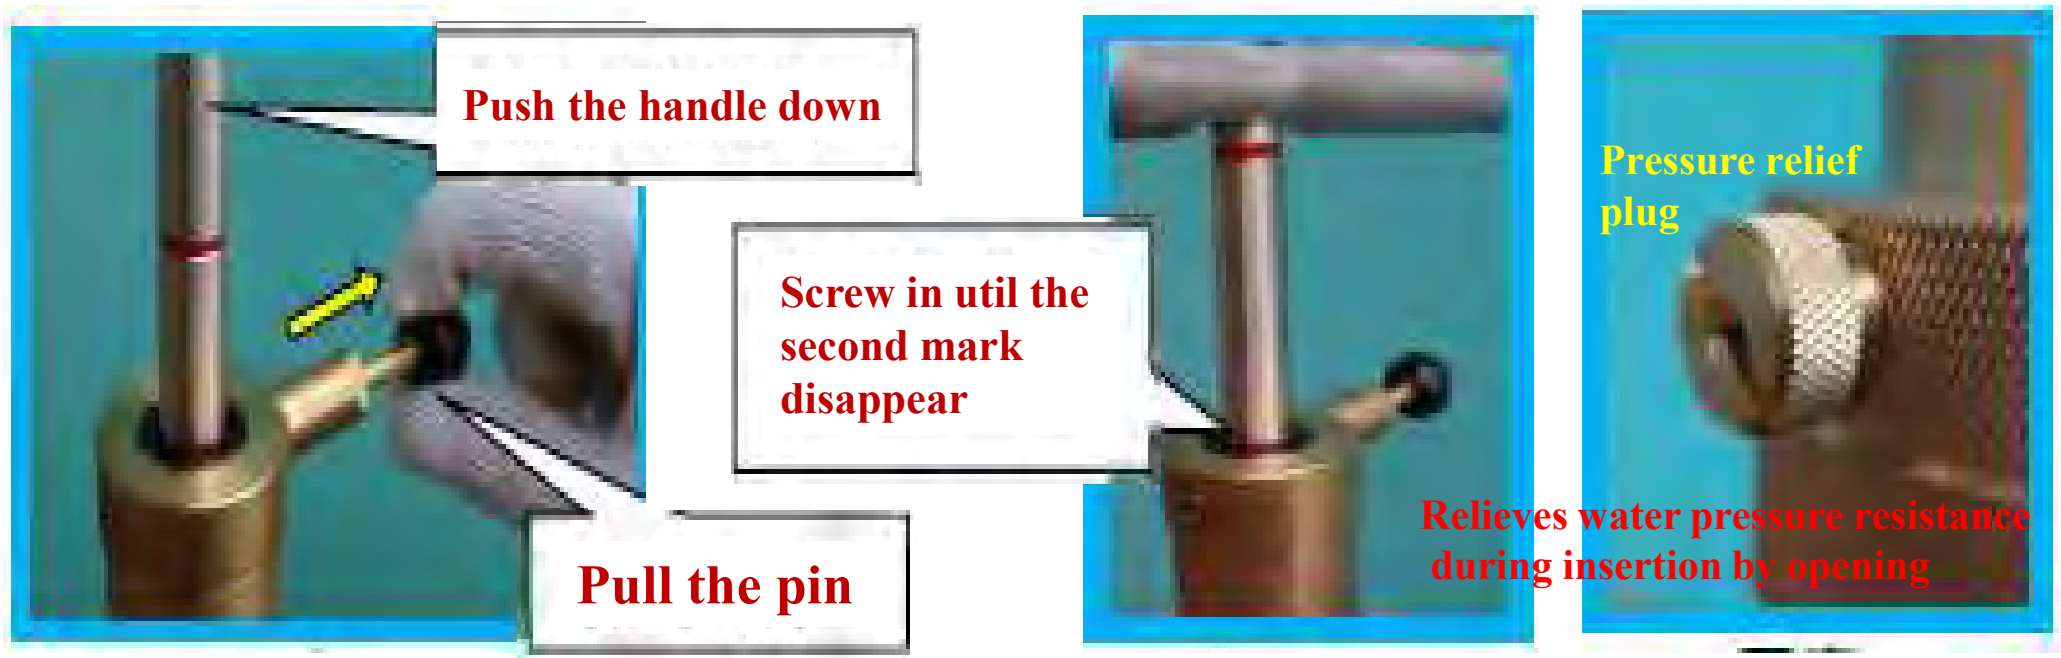 Push the handle down
Pull the pin
Screw in util the
second mark
disappear
Pressure relief
plug
Relieves water pressure resistance
during insertion by opening